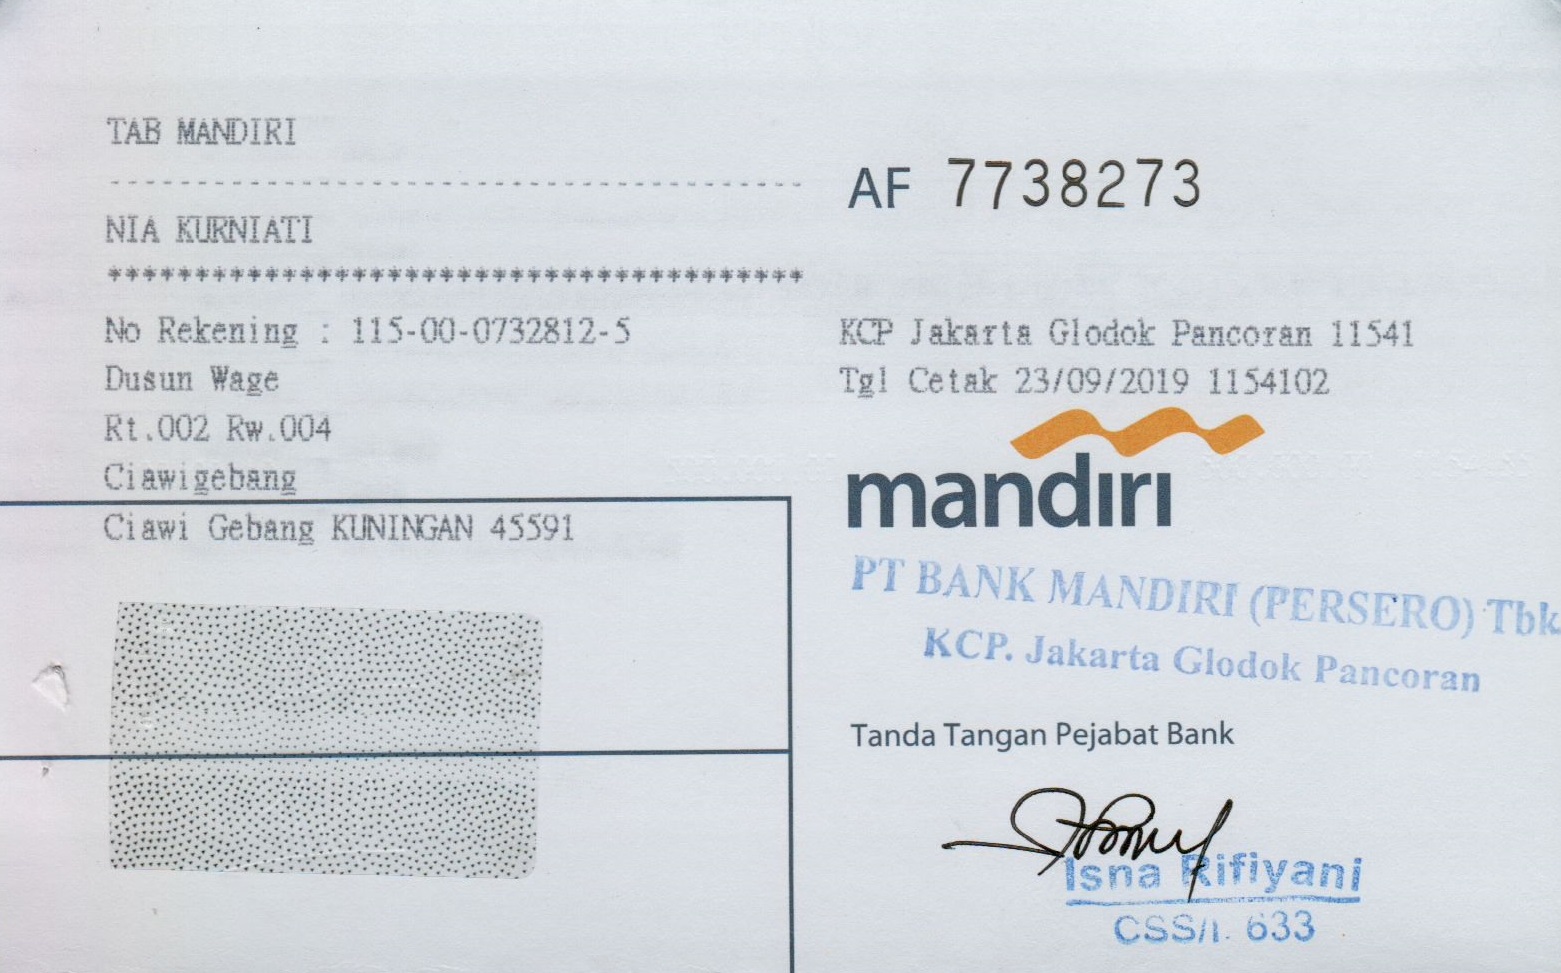 TAB MANDIRI
----------------------------------------
NIA KURNIATI
****************************************
No Rekening : 115-00-0732812-5
Dusun Wage
Rt.002 Rw.004
Ciawigebang
Ciawi Gebang KUNINGAN 45591
AF 7738273
KCP Jakarta Glodok Pancoran 11541
Tgl Cetak 23/09/2019 1154102
mandiri
PT BANK MANDIRI (PERSERO) Tbk
KCP. Jakarta Glodok Pancoran
Tanda Tangan Pejabat Bank
Isna Rifiyani
CSS/I. 633